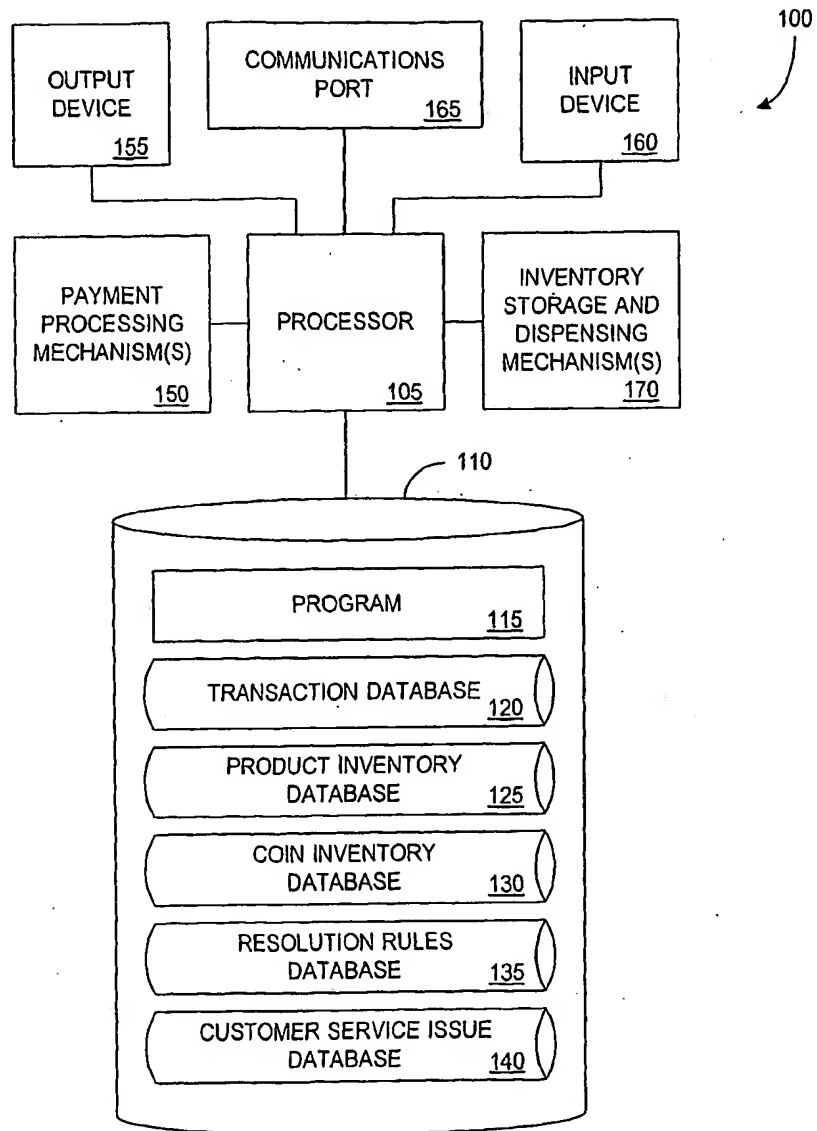 100
OUTPUT
DEVICE
155
COMMUNICATIONS
PORT
165
INPUT
DEVICE
160
PAYMENT
PROCESSING
MECHANISM(S)
150
PROCESSOR
105
INVENTORY
STORAGE AND
DISPENSING
MECHANISM(S)
170
110
PROGRAM
115
TRANSACTION DATABASE
120
PRODUCT INVENTORY
DATABASE
125
COIN INVENTORY
DATABASE
130
RESOLUTION RULES
DATABASE
135
CUSTOMER SERVICE ISSUE
DATABASE
140